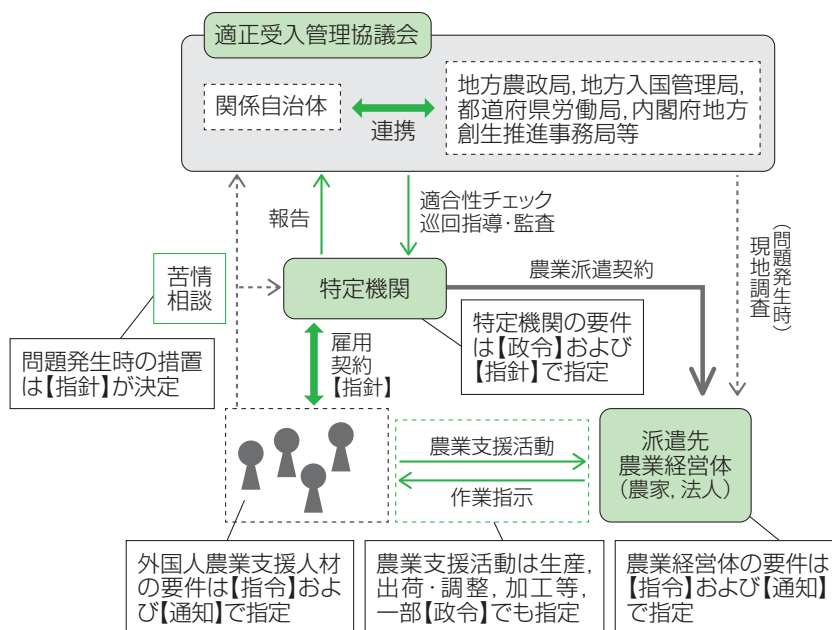 適正受入管理協議会
関係自治体
連携
地方農政局，地方入国管理局，
都道府県労働局，内閣府地方
創生推進事務局等
報告
適合性チェック
巡回指導・監査
(問題発生時)
現地調査
苦情
相談
特定機関
農業派遣契約
問題発生時の措置
は【指針】が決定
雇用
契約
【指針】
特定機関の要件
は【政令】および
【指針】で指定
農業支援活動
作業指示
派遣先
農業経営体
(農家，法人)
外国人農業支援人材
の要件は【指令】およ
び【通知】で指定
農業支援活動は生産，
出荷・調整，加工等，
一部【政令】でも指定
農業経営体の要件は
【指令】および【通知】
で指定